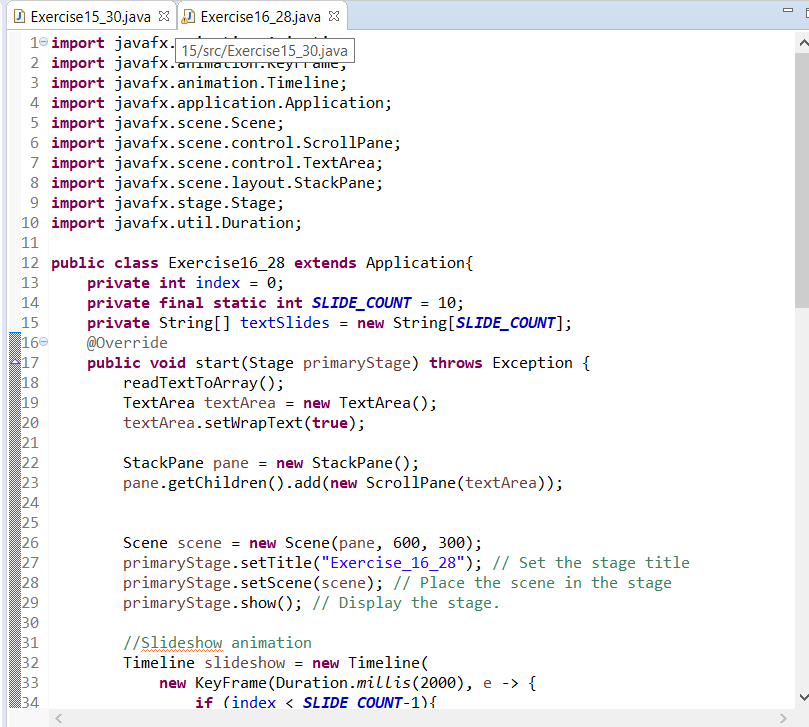 Exercise15_30.java Exercise16_28.java
1 import javafx.
15/src/Exercise15_30.java
2 import javafx.animation.KeyFrame;
3 import javafx.animation.Timeline;
4 import javafx.application.Application;
5 import javafx.scene.Scene;
6 import javafx.scene.control.ScrollPane;
7 import javafx.scene.control.TextArea;
8 import javafx.scene.layout.StackPane;
9 import javafx.stage.Stage;
10 import javafx.util.Duration;
11
12 public class Exercise16_28 extends Application{
13 private int index = 0;
14 private final static int SLIDE_COUNT = 10;
15 private String[] textSlides = new String[SLIDE_COUNT];
16 @Override
17 public void start(Stage primaryStage) throws Exception {
18 readTextToArray();
19 TextArea textArea = new TextArea();
20 textArea.setWrapText(true);
21
22 StackPane pane = new StackPane();
23 pane.getChildren().add(new ScrollPane(textArea));
24
25
26 Scene scene = new Scene(pane, 600, 300);
27 primaryStage.setTitle("Exercise_16_28"); // Set the stage title
28 primaryStage.setScene(scene); // Place the scene in the stage
29 primaryStage.show(); // Display the stage.
30
31 //Slideshow animation
32 Timeline slideshow = new Timeline(
33 new KeyFrame(Duration.millis(2000), e -> {
34 if (index < SLIDE_COUNT-1){